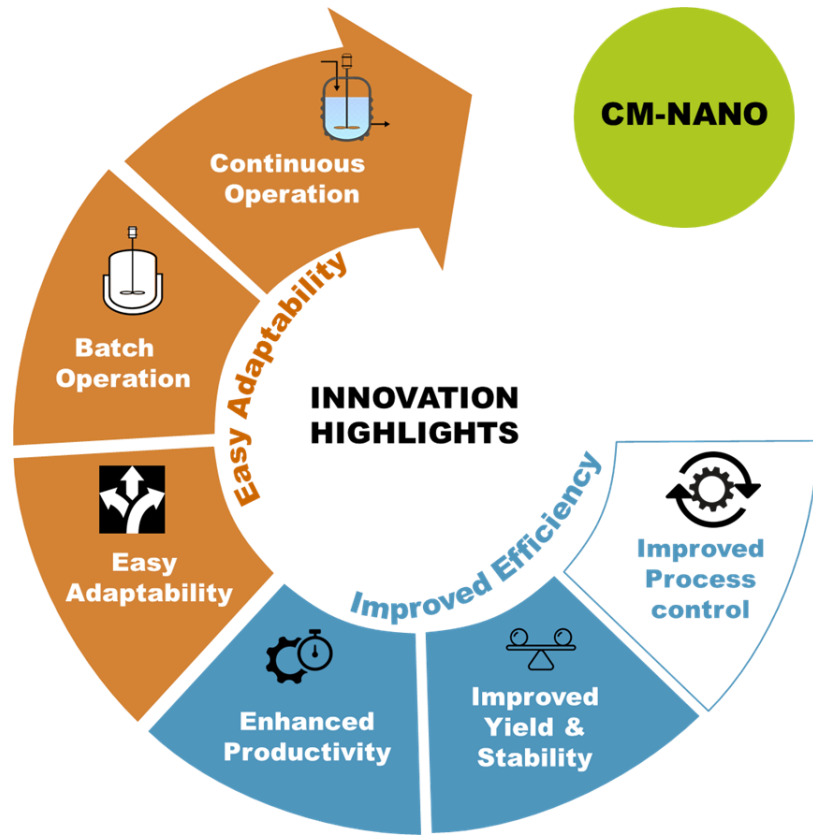 CM-NANO
Continuous
Operation
Batch
Operation
Easy
Adaptability
Enhanced
Productivity
Improved
Yield &
Stability
Improved
Process
control
Easy Adaptability
Improved Efficiency
INNOVATION
HIGHLIGHTS